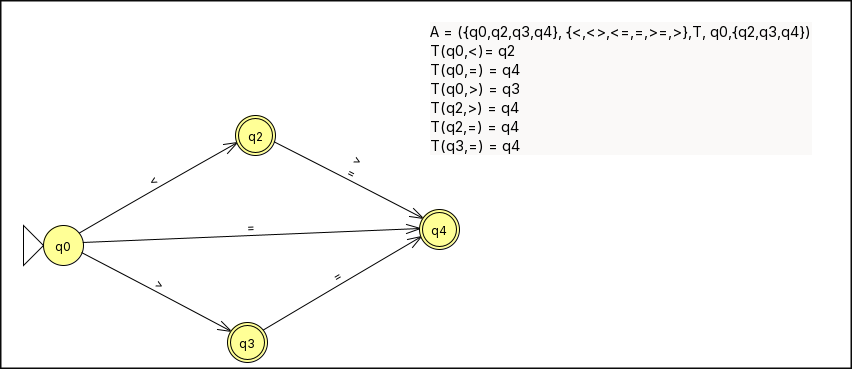 A = ({q0,q2,q3,q4}, {<,<>,<=,=,>=,>},T, q0,{q2,q3,q4})
T(q0,<)= q2
T(q0,=) = q4
T(q0,>) = q3
T(q2,>) = q4
T(q2,=) = q4
T(q3,=) = q4
q2
<
= >
q0
=
q4
>
=
q3